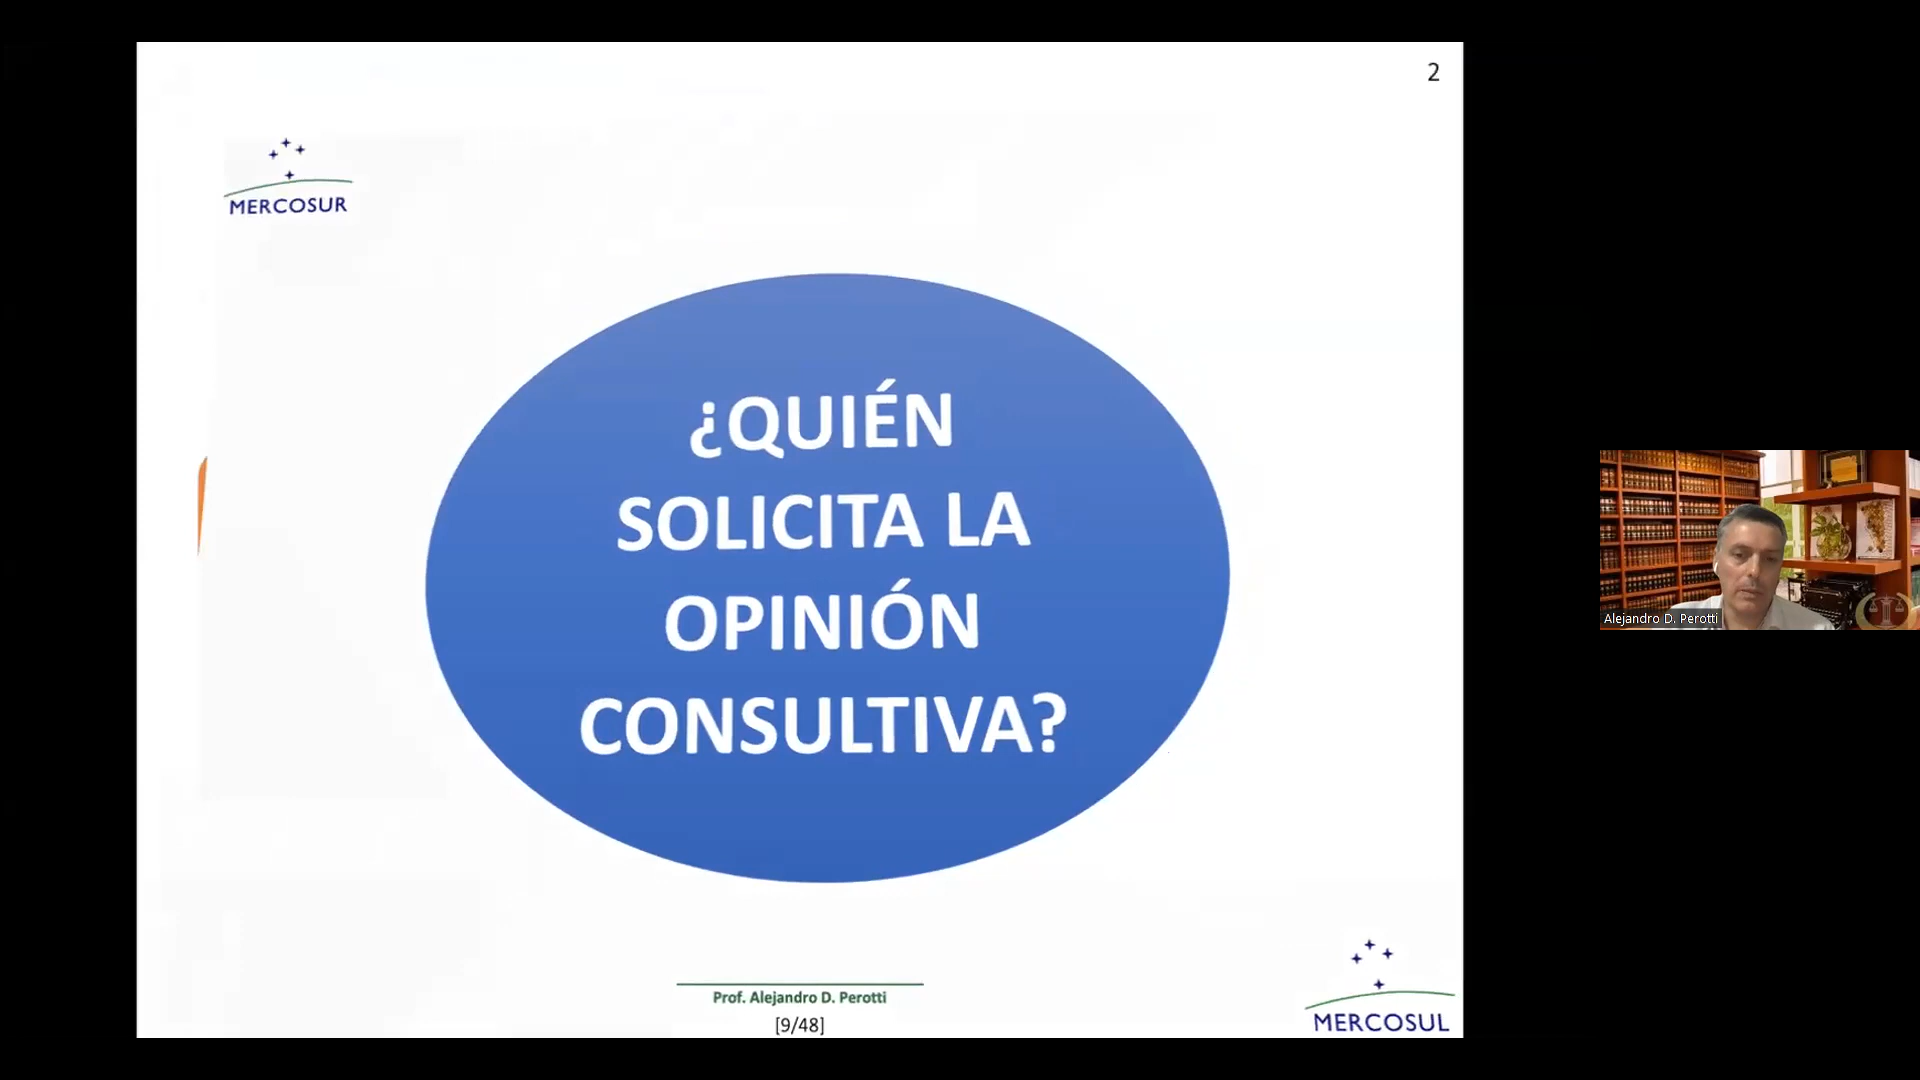 2
MERCOSUR
¿QUIÉN
SOLICITA LA
OPINIÓN
CONSULTIVA?
Alejandro D. Perotti
Prof. Alejandro D. Perotti
[9/48]
MERCOSUL